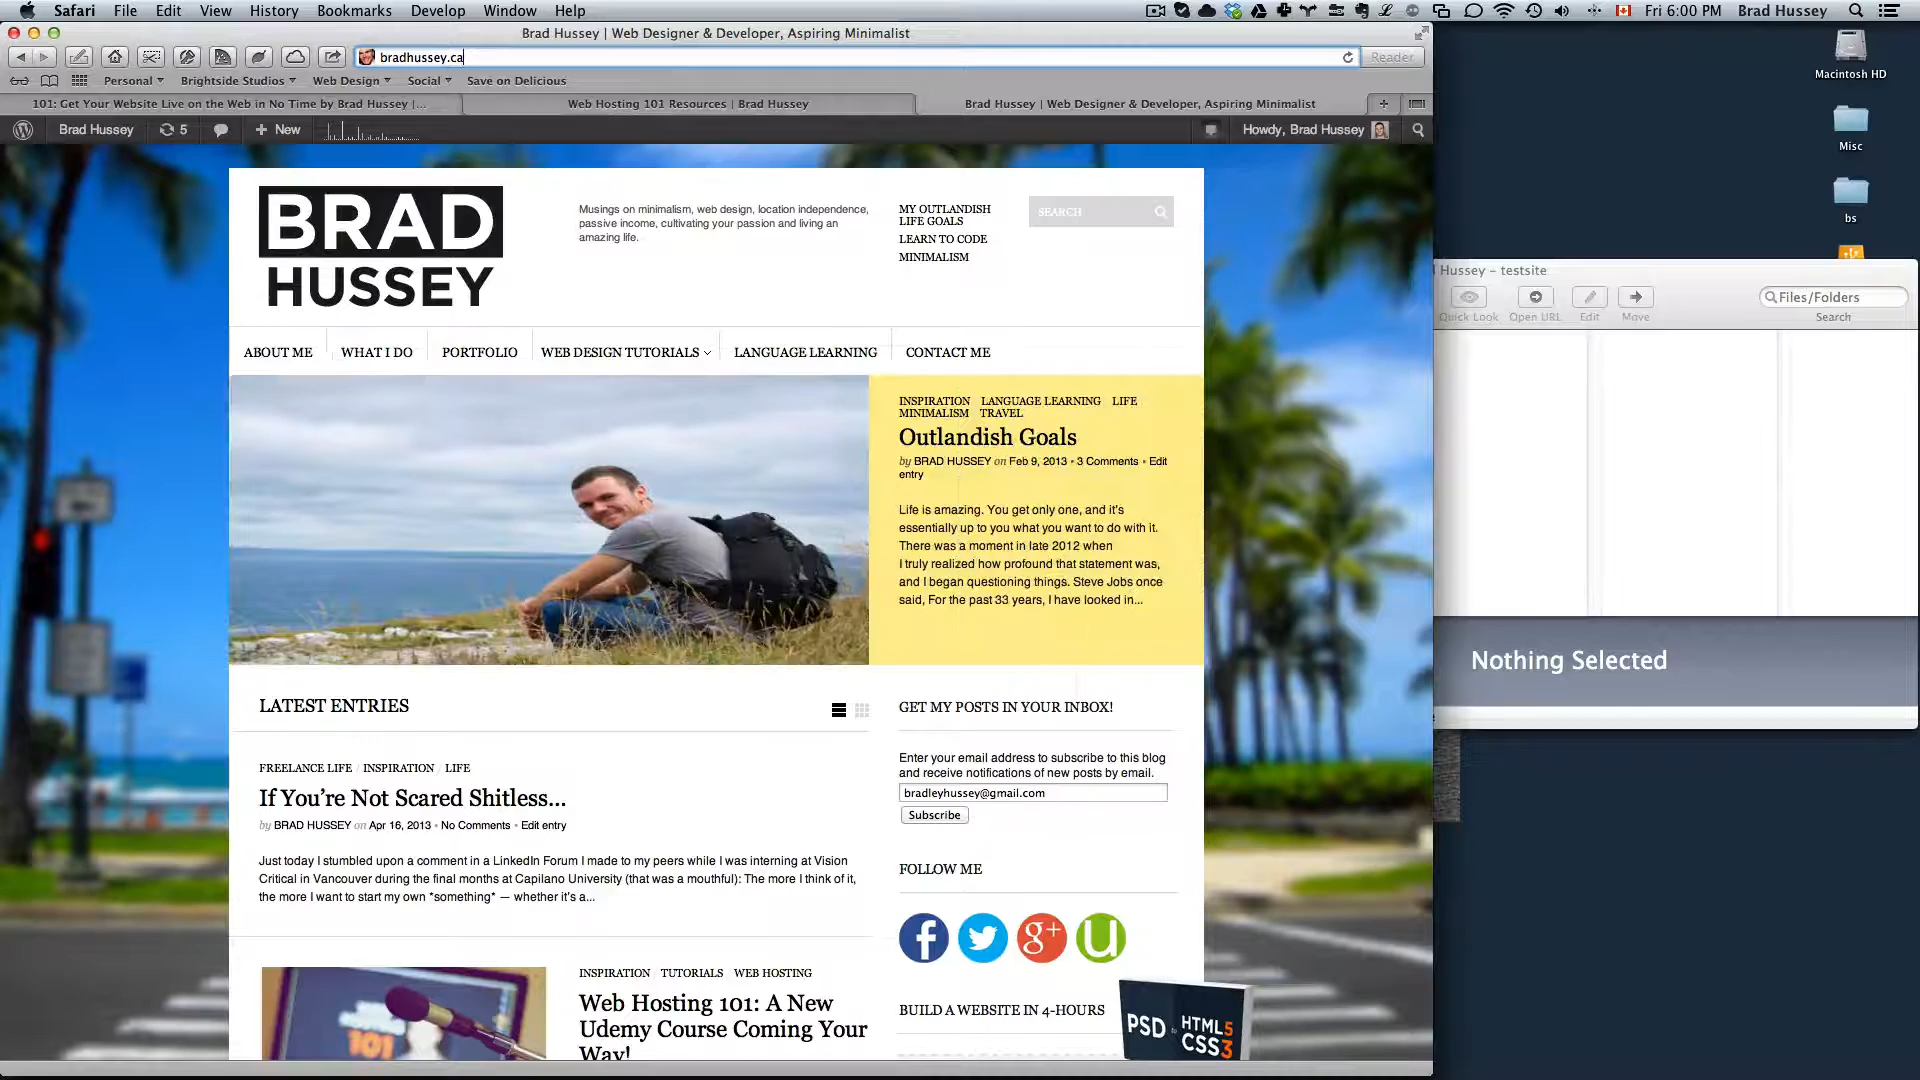 Safari File Edit View History Bookmarks Develop Window Help Fri 6:00 PM Brad Hussey
Brad Hussey | Web Designer & Developer, Aspiring Minimalist
bradhussey.ca Reader
Personal Brightside Studios Web Design Social Save on Delicious
101: Get Your Website Live on the Web in No Time by Brad Hussey |... Web Hosting 101 Resources | Brad Hussey Brad Hussey | Web Designer & Developer, Aspiring Minimalist
Brad Hussey 5 New Howdy, Brad Hussey
Macintosh HD
Misc
bs
BRAD
HUSSEY
Musings on minimalism, web design, location independence,
passive income, cultivating your passion and living an
amazing life.
MY OUTLANDISH
LIFE GOALS
LEARN TO CODE
MINIMALISM
SEARCH
ABOUT ME WHAT I DO PORTFOLIO WEB DESIGN TUTORIALS LANGUAGE LEARNING CONTACT ME
INSPIRATION LANGUAGE LEARNING LIFE
MINIMALISM TRAVEL
Outlandish Goals
by BRAD HUSSEY on Feb 9, 2013 • 3 Comments • Edit
entry
Life is amazing. You get only one, and it's
essentially up to you what you want to do with it.
There was a moment in late 2012 when
I truly realized how profound that statement was,
and I began questioning things. Steve Jobs once
said, For the past 33 years, I have looked in...
LATEST ENTRIES
FREELANCE LIFE / INSPIRATION / LIFE
If You're Not Scared Shitless...
by BRAD HUSSEY on Apr 16, 2013 • No Comments • Edit entry
Just today I stumbled upon a comment in a LinkedIn Forum I made to my peers while I was interning at Vision
Critical in Vancouver during the final months at Capilano University (that was a mouthful): The more I think of it,
the more I want to start my own *something* — whether it's a...
101
INSPIRATION / TUTORIALS / WEB HOSTING
Web Hosting 101: A New
Udemy Course Coming Your
Way!
GET MY POSTS IN YOUR INBOX!
Enter your email address to subscribe to this blog
and receive notifications of new posts by email.
bradleyhussey@gmail.com
Subscribe
FOLLOW ME
f g+ U
BUILD A WEBSITE IN 4-HOURS
PSD to HTML5
CSS3
Hussey – testsite
Files/Folders
Quick Look Open URL Edit Move Search
Nothing Selected